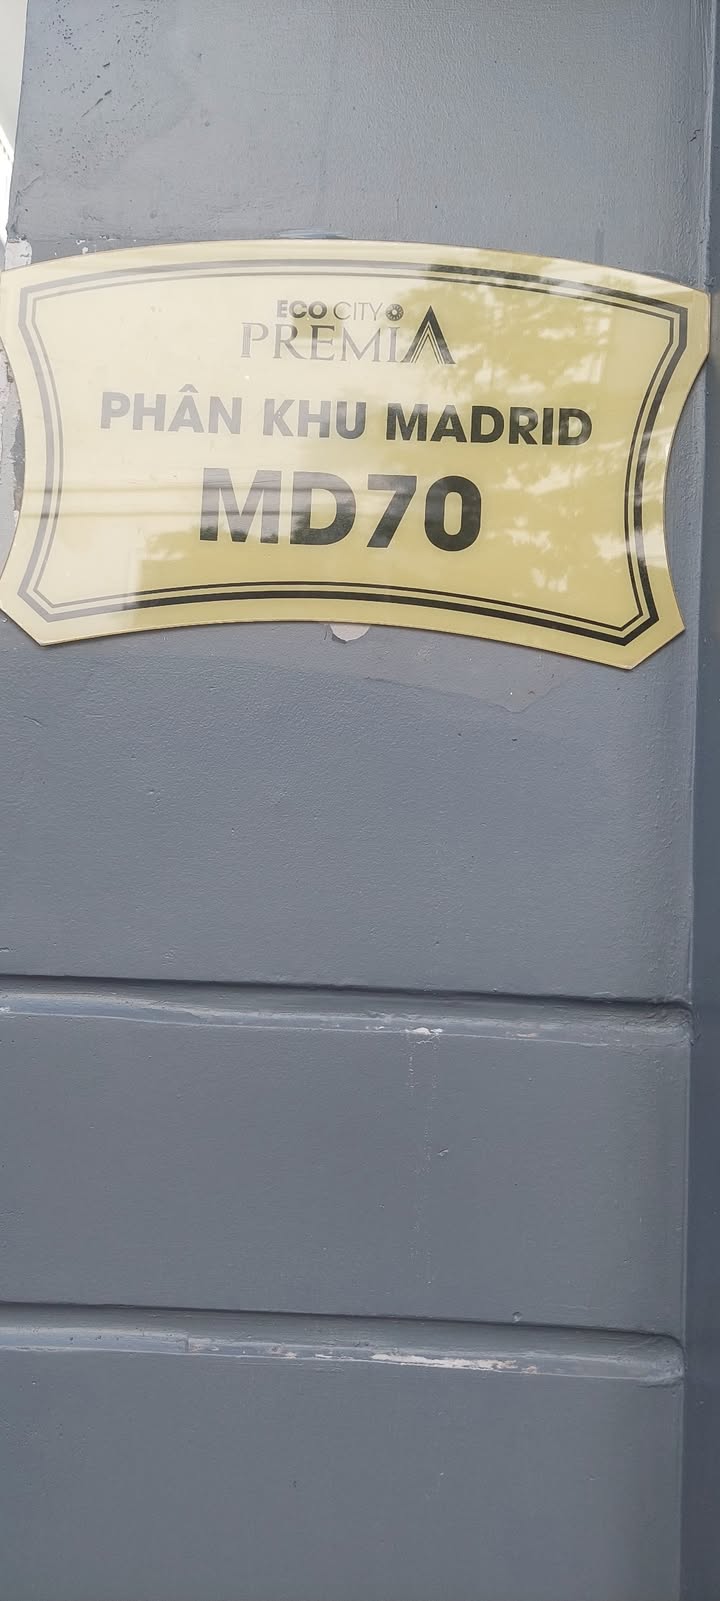 ECO CITY
PREMIA
PHÂN KHU MADRID
MD70